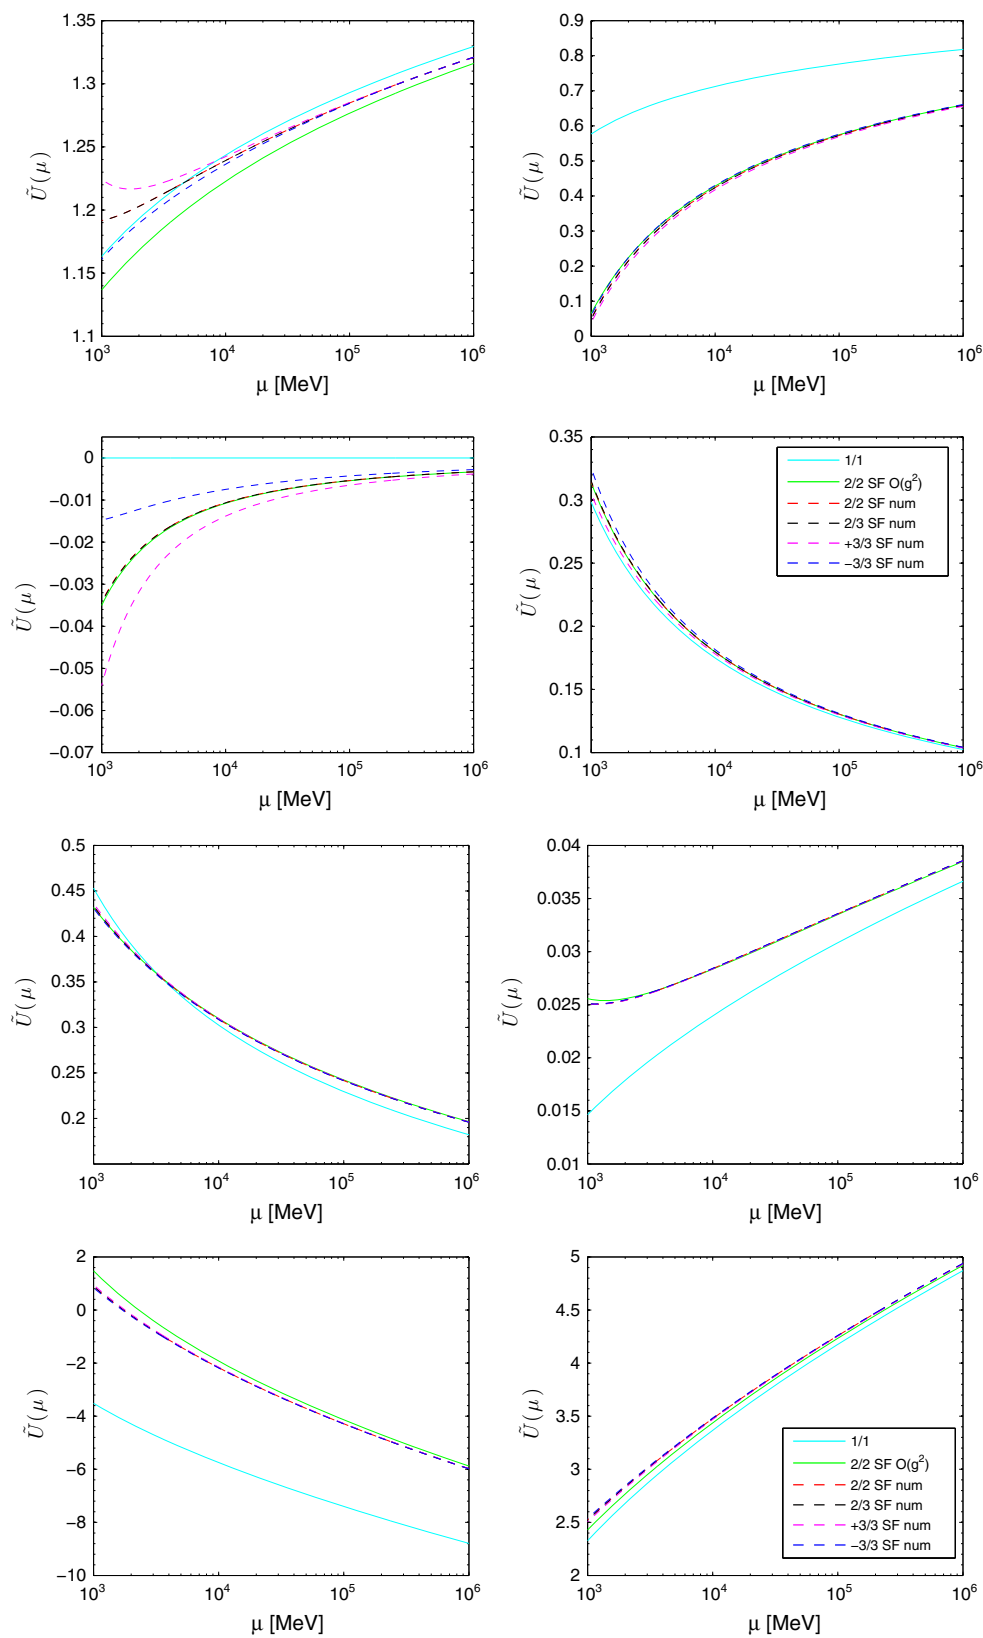 1.35
1.3
1.25
1.2
1.15
1.1
Ũ(μ)
10³ 10⁴ 10⁵ 10⁶
μ [MeV]
0.9
0.8
0.7
0.6
0.5
0.4
0.3
0.2
0.1
0
Ũ(μ)
10³ 10⁴ 10⁵ 10⁶
μ [MeV]
0
−0.01
−0.02
−0.03
−0.04
−0.05
−0.06
−0.07
Ũ(μ)
10³ 10⁴ 10⁵ 10⁶
μ [MeV]
0.35
0.3
0.25
0.2
0.15
0.1
Ũ(μ)
1/1
2/2 SF O(g²)
2/2 SF num
2/3 SF num
+3/3 SF num
−3/3 SF num
10³ 10⁴ 10⁵ 10⁶
μ [MeV]
0.5
0.45
0.4
0.35
0.3
0.25
0.2
Ũ(μ)
10³ 10⁴ 10⁵ 10⁶
μ [MeV]
0.04
0.035
0.03
0.025
0.02
0.015
0.01
Ũ(μ)
10³ 10⁴ 10⁵ 10⁶
μ [MeV]
2
0
−2
−4
−6
−8
−10
Ũ(μ)
10³ 10⁴ 10⁵ 10⁶
μ [MeV]
5
4.5
4
3.5
3
2.5
2
Ũ(μ)
1/1
2/2 SF O(g²)
2/2 SF num
2/3 SF num
+3/3 SF num
−3/3 SF num
10³ 10⁴ 10⁵ 10⁶
μ [MeV]